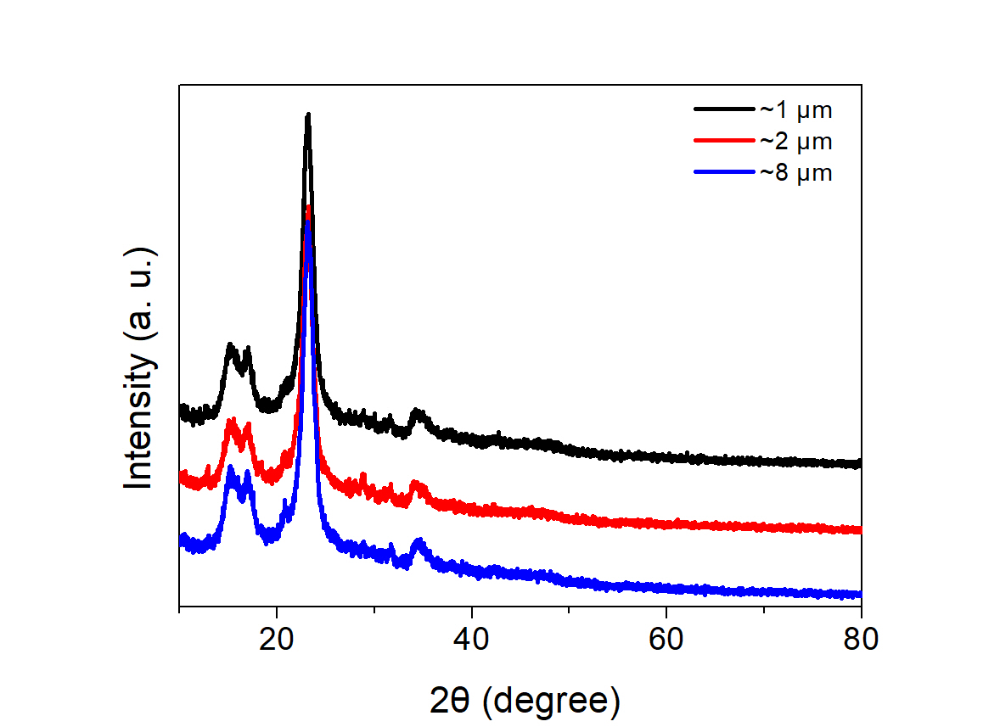 ~1 µm
~2 µm
~8 µm
Intensity (a. u.)
20 40 60 80
2θ (degree)